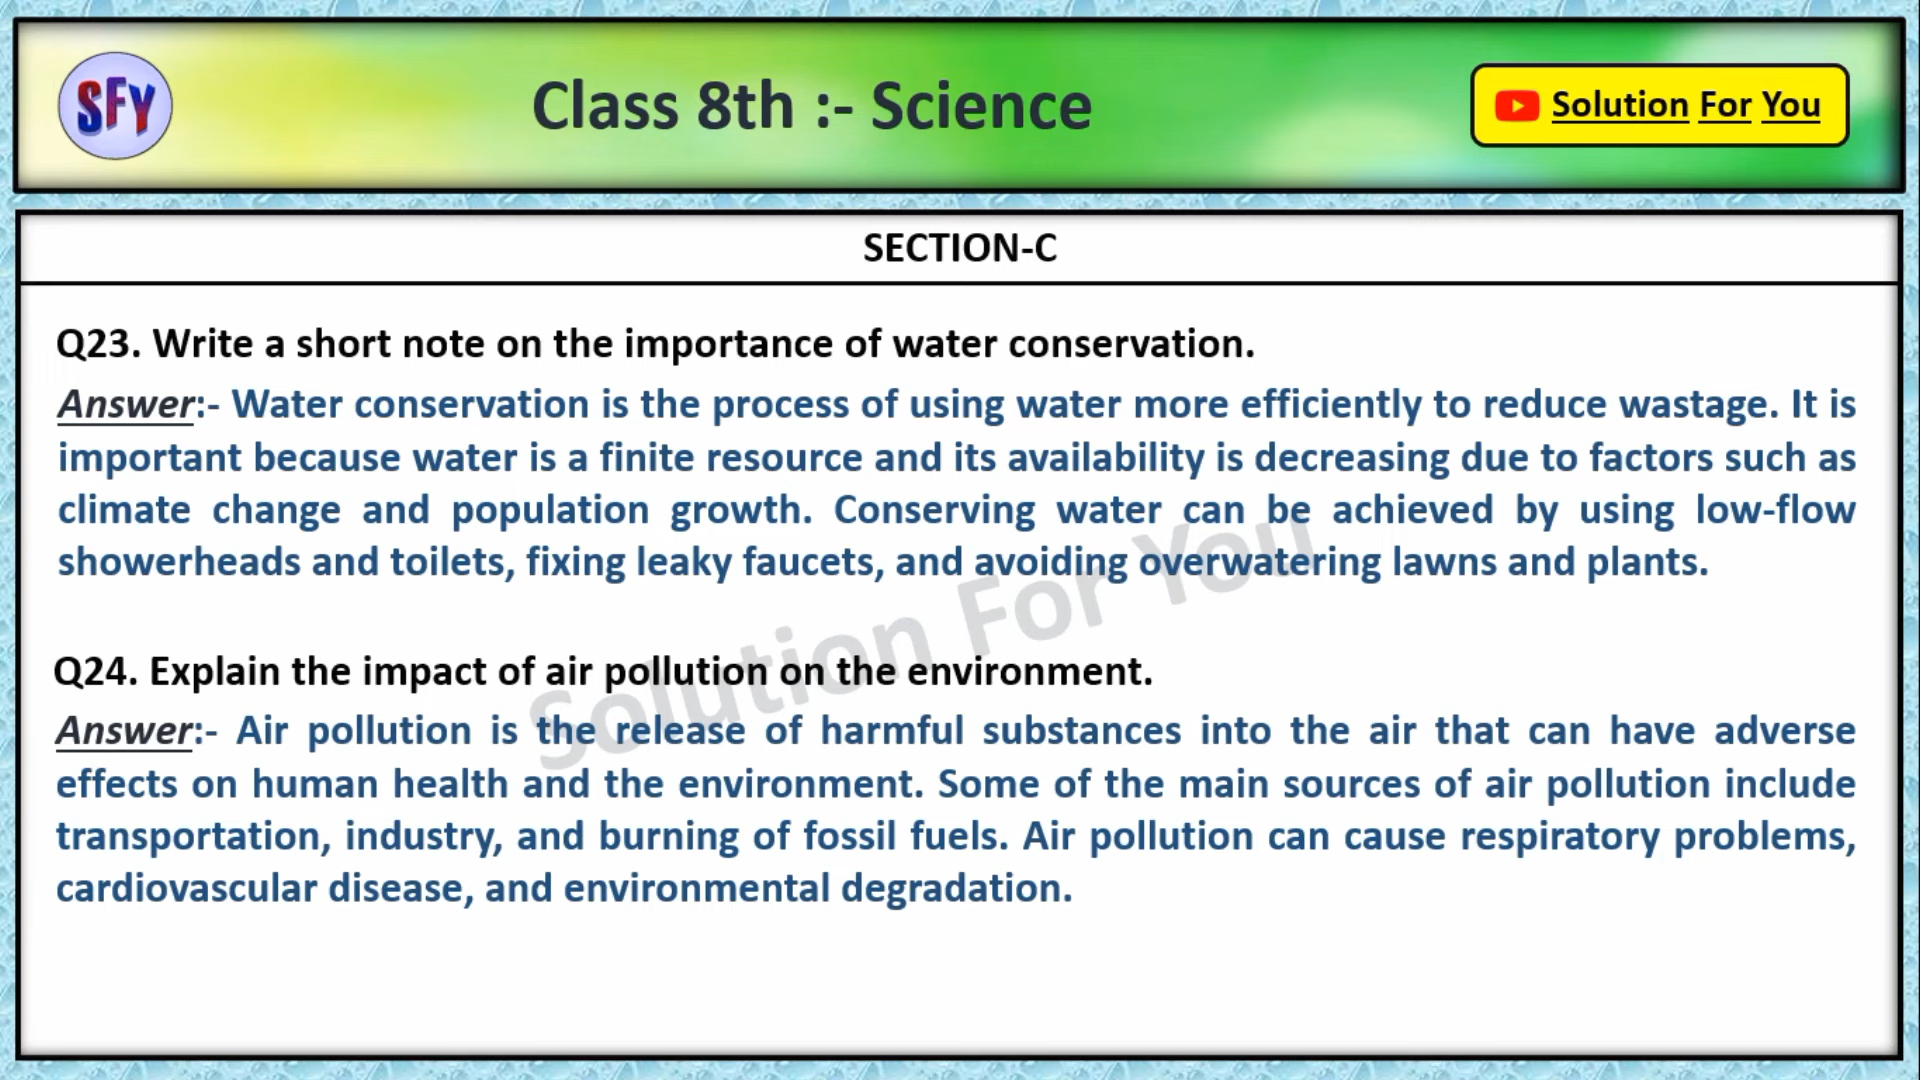 SFY
Class 8th :- Science
Solution For You
SECTION-C
Q23. Write a short note on the importance of water conservation.
Answer:- Water conservation is the process of using water more efficiently to reduce wastage. It is
important because water is a finite resource and its availability is decreasing due to factors such as
climate change and population growth. Conserving water can be achieved by using low-flow
showerheads and toilets, fixing leaky faucets, and avoiding overwatering lawns and plants.
Solution For You
Q24. Explain the impact of air pollution on the environment.
Answer:- Air pollution is the release of harmful substances into the air that can have adverse
effects on human health and the environment. Some of the main sources of air pollution include
transportation, industry, and burning of fossil fuels. Air pollution can cause respiratory problems,
cardiovascular disease, and environmental degradation.